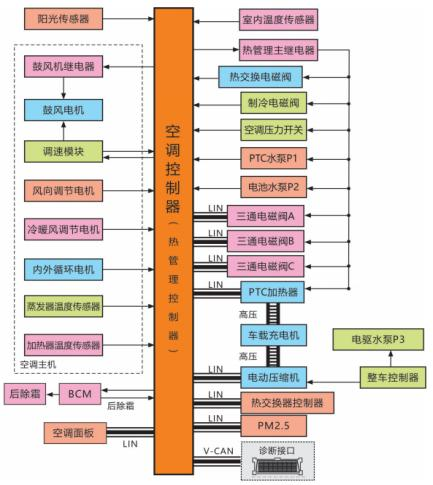 阳光传感器
鼓风机继电器
鼓风电机
调速模块
风向调节电机
冷暖风调节电机
内外循环电机
蒸发器温度传感器
加热器温度传感器
空调主机
后除霜
BCM
后除霜
空调面板
LIN
空调控制器（热管理控制器）
室内温度传感器
热管理主继电器
热交换电磁阀
制冷电磁阀
空调压力开关
PTC水泵P1
电池水泵P2
LIN
三通电磁阀A
LIN
三通电磁阀B
LIN
三通电磁阀C
LIN
PTC加热器
高压
车载充电机
高压
电驱水泵P3
LIN
电动压缩机
整车控制器
LIN
热交换器控制器
LIN
PM2.5
V-CAN
诊断接口